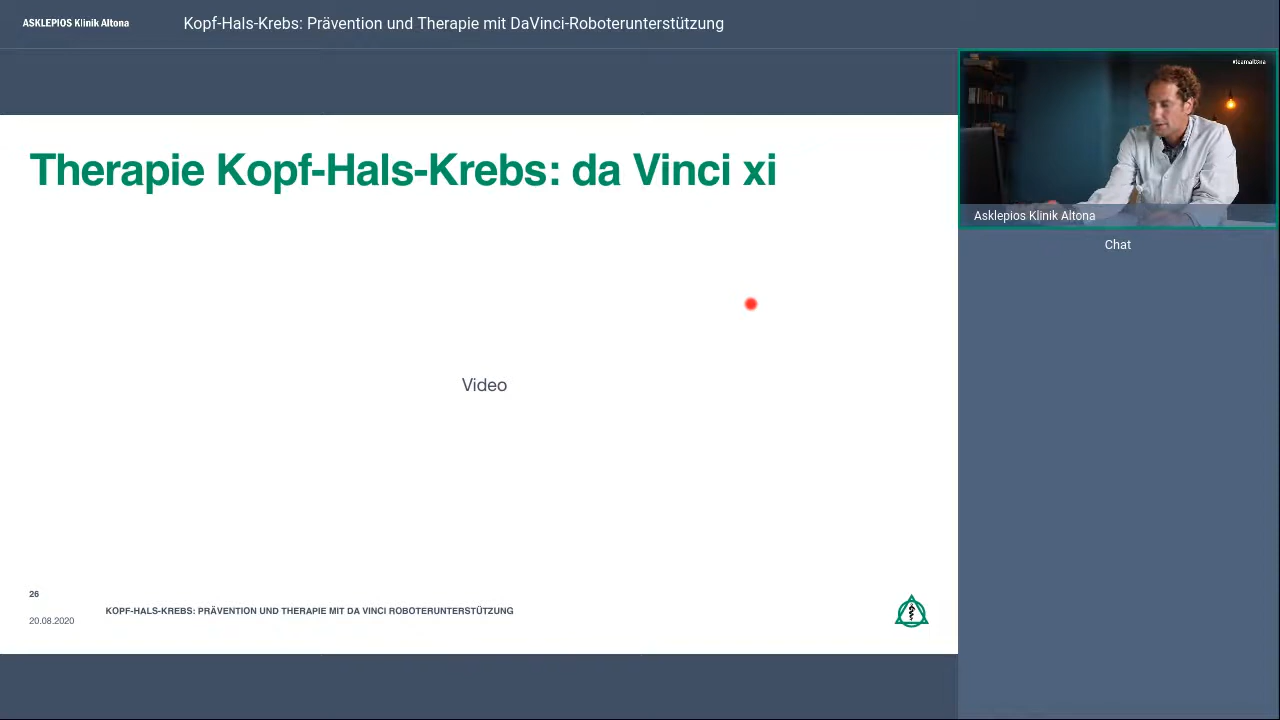 ASKLEPIOS Klinik Altona
Kopf-Hals-Krebs: Prävention und Therapie mit DaVinci-Roboterunterstützung
#teamaltona
Asklepios Klinik Altona
Chat
Therapie Kopf-Hals-Krebs: da Vinci xi
Video
26
KOPF-HALS-KREBS: PRÄVENTION UND THERAPIE MIT DA VINCI ROBOTERUNTERSTÜTZUNG
20.08.2020